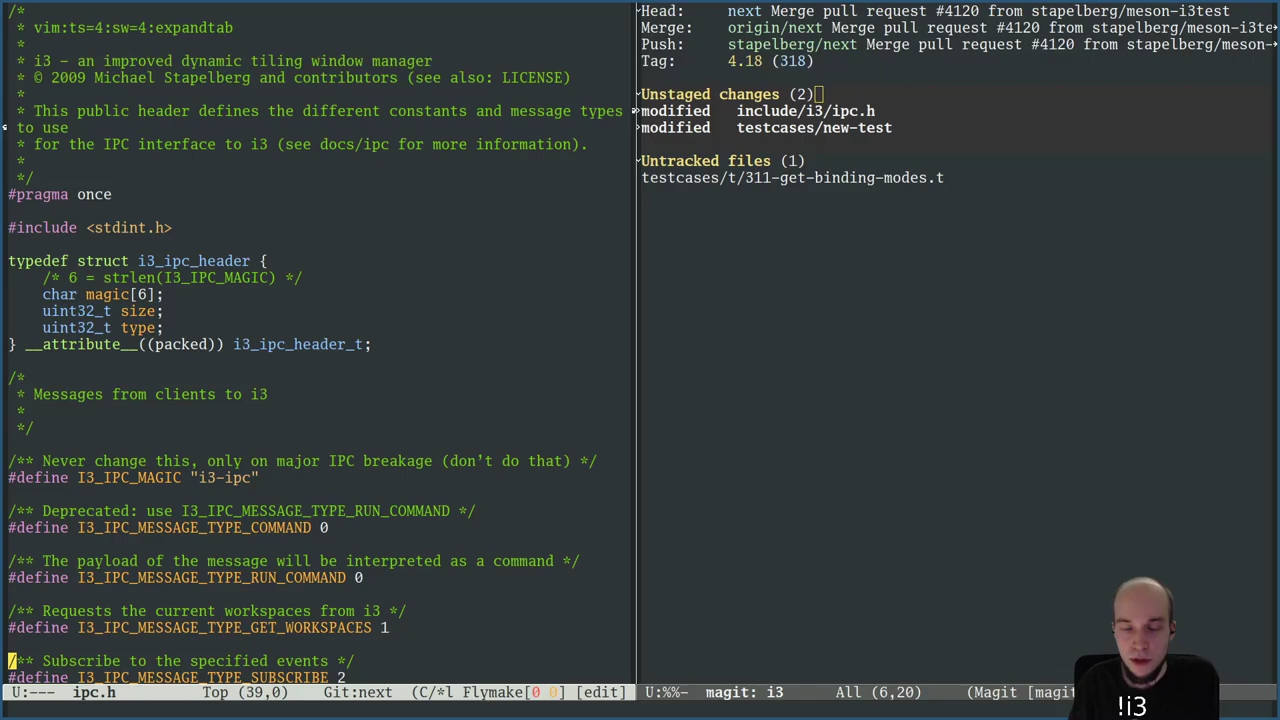 /*
 * vim:ts=4:sw=4:expandtab
 *
 * i3 - an improved dynamic tiling window manager
 * © 2009 Michael Stapelberg and contributors (see also: LICENSE)
 *
 * This public header defines the different constants and message types
 to use
 * for the IPC interface to i3 (see docs/ipc for more information).
 *
 */
#pragma once
#include <stdint.h>
typedef struct i3_ipc_header {
    /* 6 = strlen(I3_IPC_MAGIC) */
    char magic[6];
    uint32_t size;
    uint32_t type;
} __attribute__((packed)) i3_ipc_header_t;
/*
 * Messages from clients to i3
 *
 */
/** Never change this, only on major IPC breakage (don’t do that) */
#define I3_IPC_MAGIC "i3-ipc"
/** Deprecated: use I3_IPC_MESSAGE_TYPE_RUN_COMMAND */
#define I3_IPC_MESSAGE_TYPE_COMMAND 0
/** The payload of the message will be interpreted as a command */
#define I3_IPC_MESSAGE_TYPE_RUN_COMMAND 0
/** Requests the current workspaces from i3 */
#define I3_IPC_MESSAGE_TYPE_GET_WORKSPACES 1
/** Subscribe to the specified events */
#define I3_IPC_MESSAGE_TYPE_SUBSCRIBE 2
U:---  ipc.h          Top (39,0)      Git:next  (C/*l Flymake[0 0] [edit]
Head:     next Merge pull request #4120 from stapelberg/meson-i3test
Merge:    origin/next Merge pull request #4120 from stapelberg/meson-i3te
Push:     stapelberg/next Merge pull request #4120 from stapelberg/meson-
Tag:      4.18 (318)
Unstaged changes (2)
modified   include/i3/ipc.h
modified   testcases/new-test
Untracked files (1)
testcases/t/311-get-binding-modes.t
U:%%-  magit: i3      All (6,20)      (Magit [magit
!i3